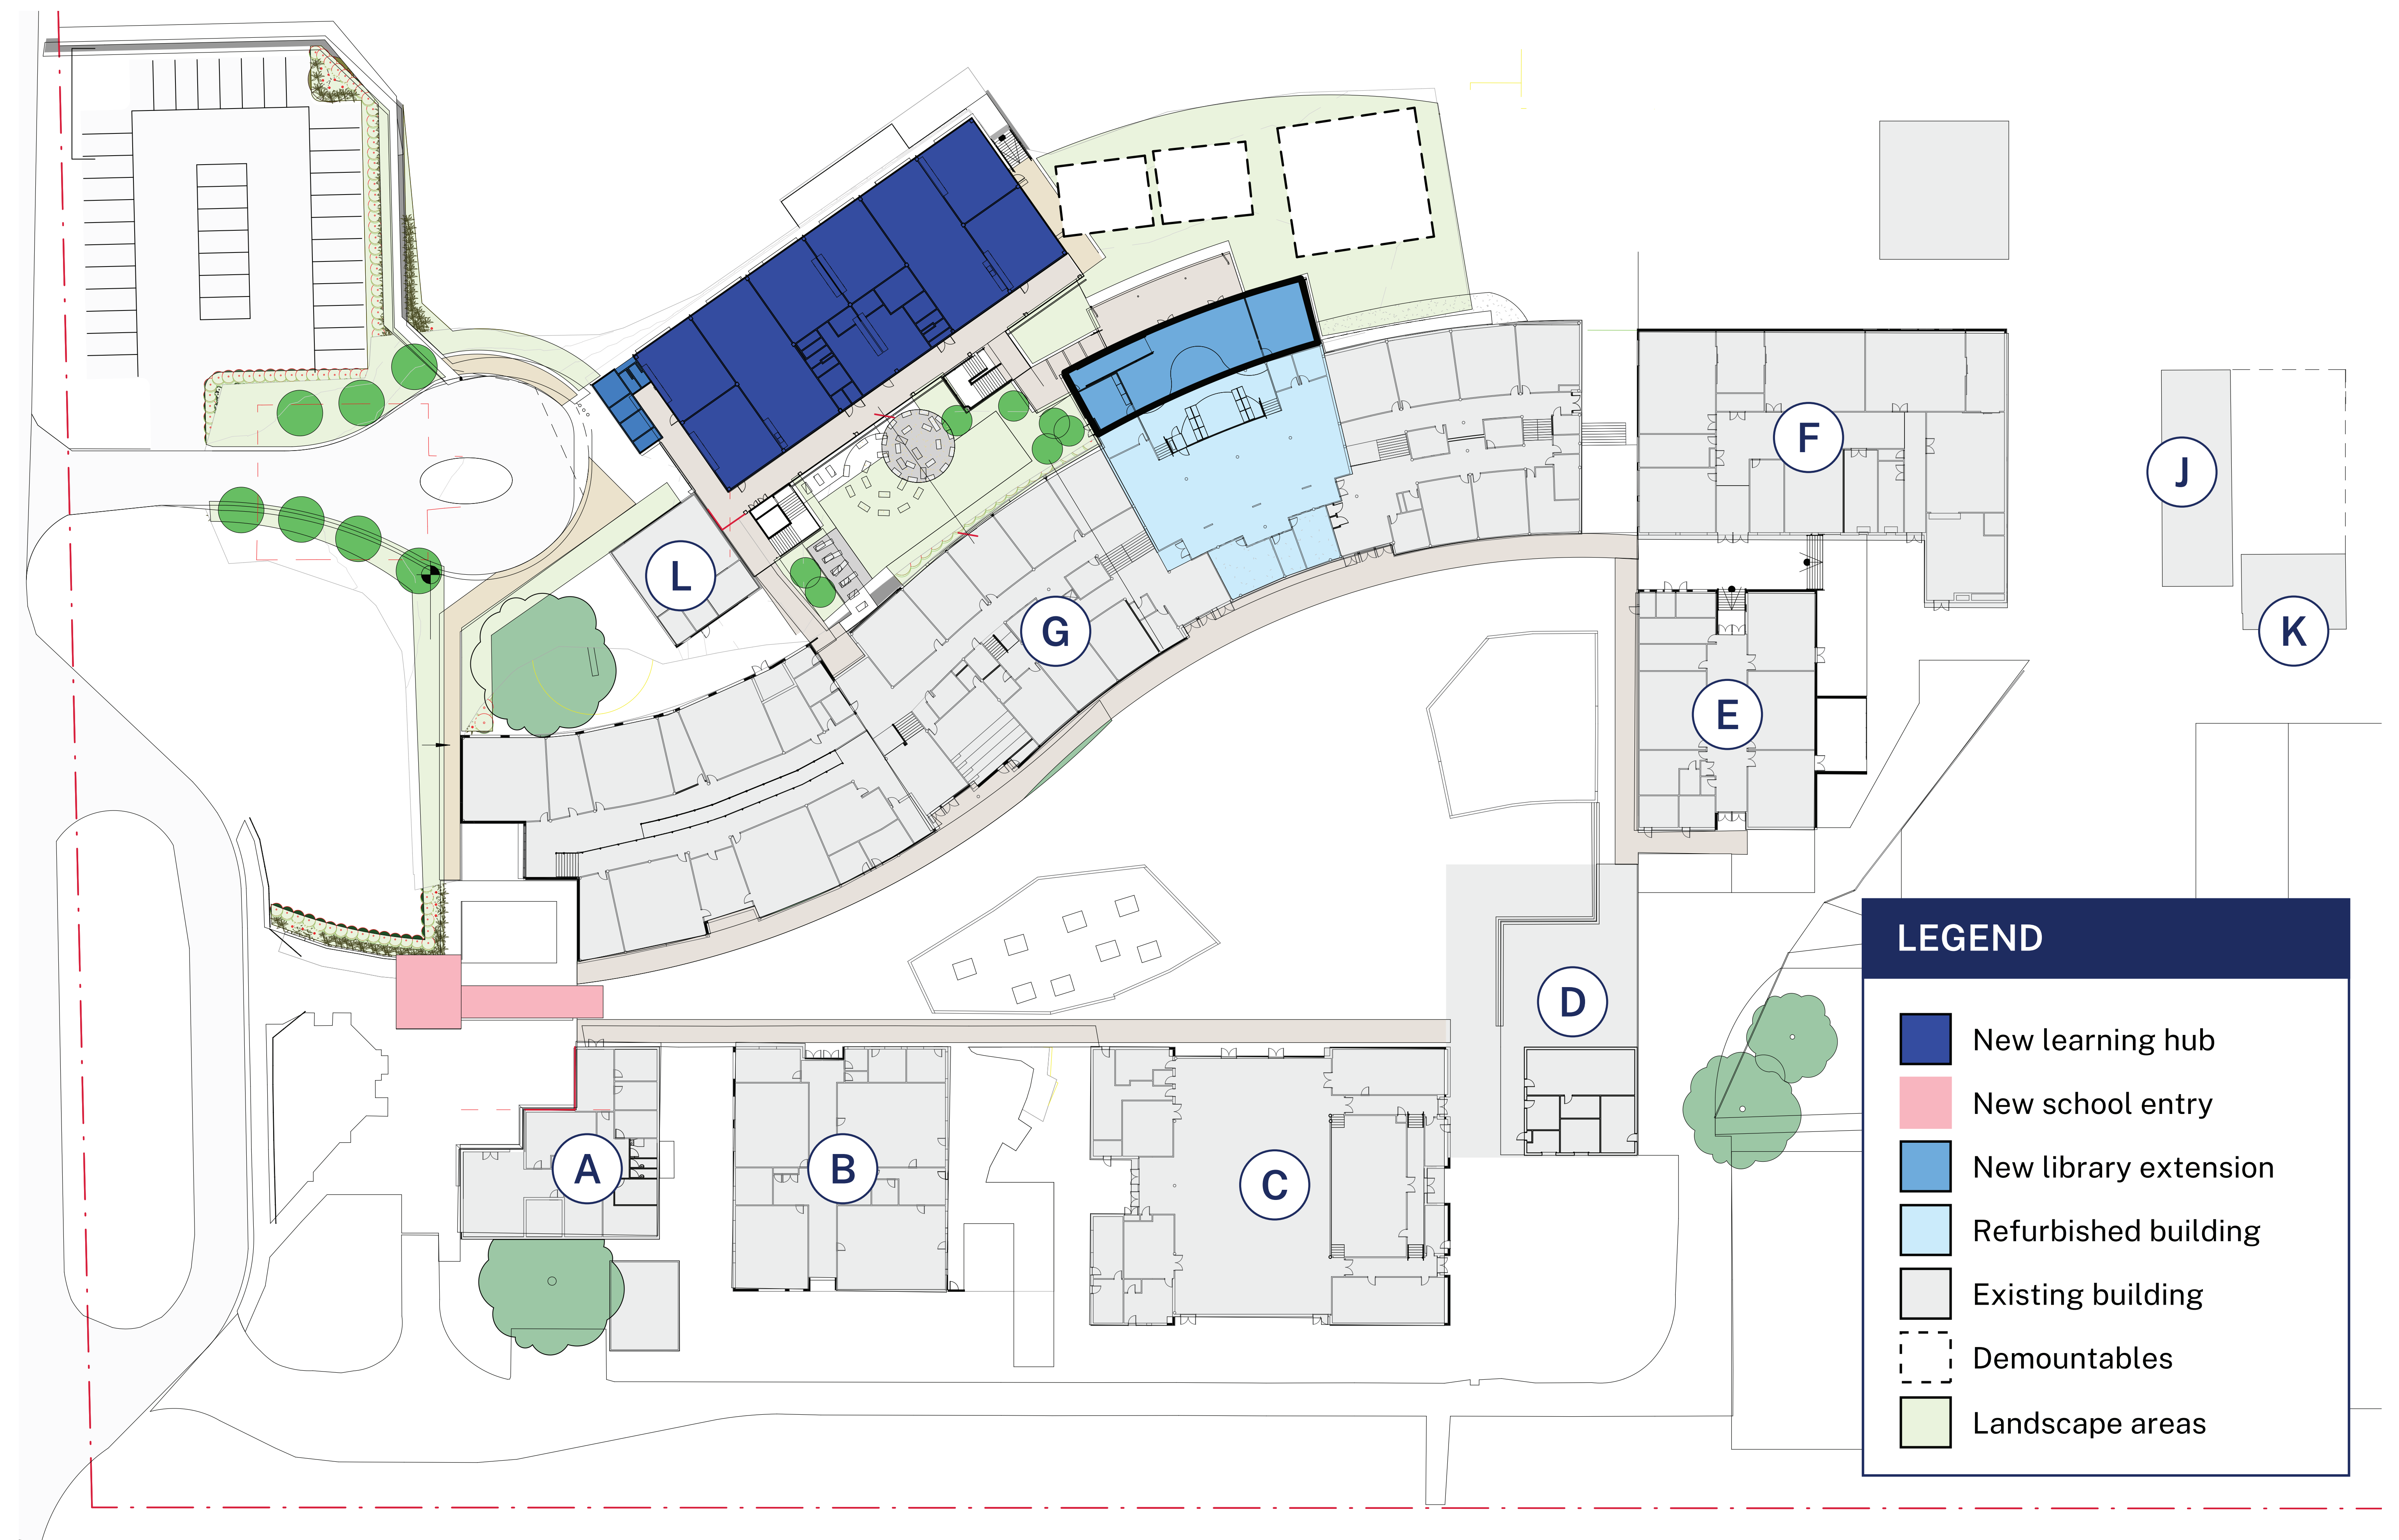 F
J
L
G
K
E
D
A
B
C
LEGEND
New learning hub
New school entry
New library extension
Refurbished building
Existing building
Demountables
Landscape areas